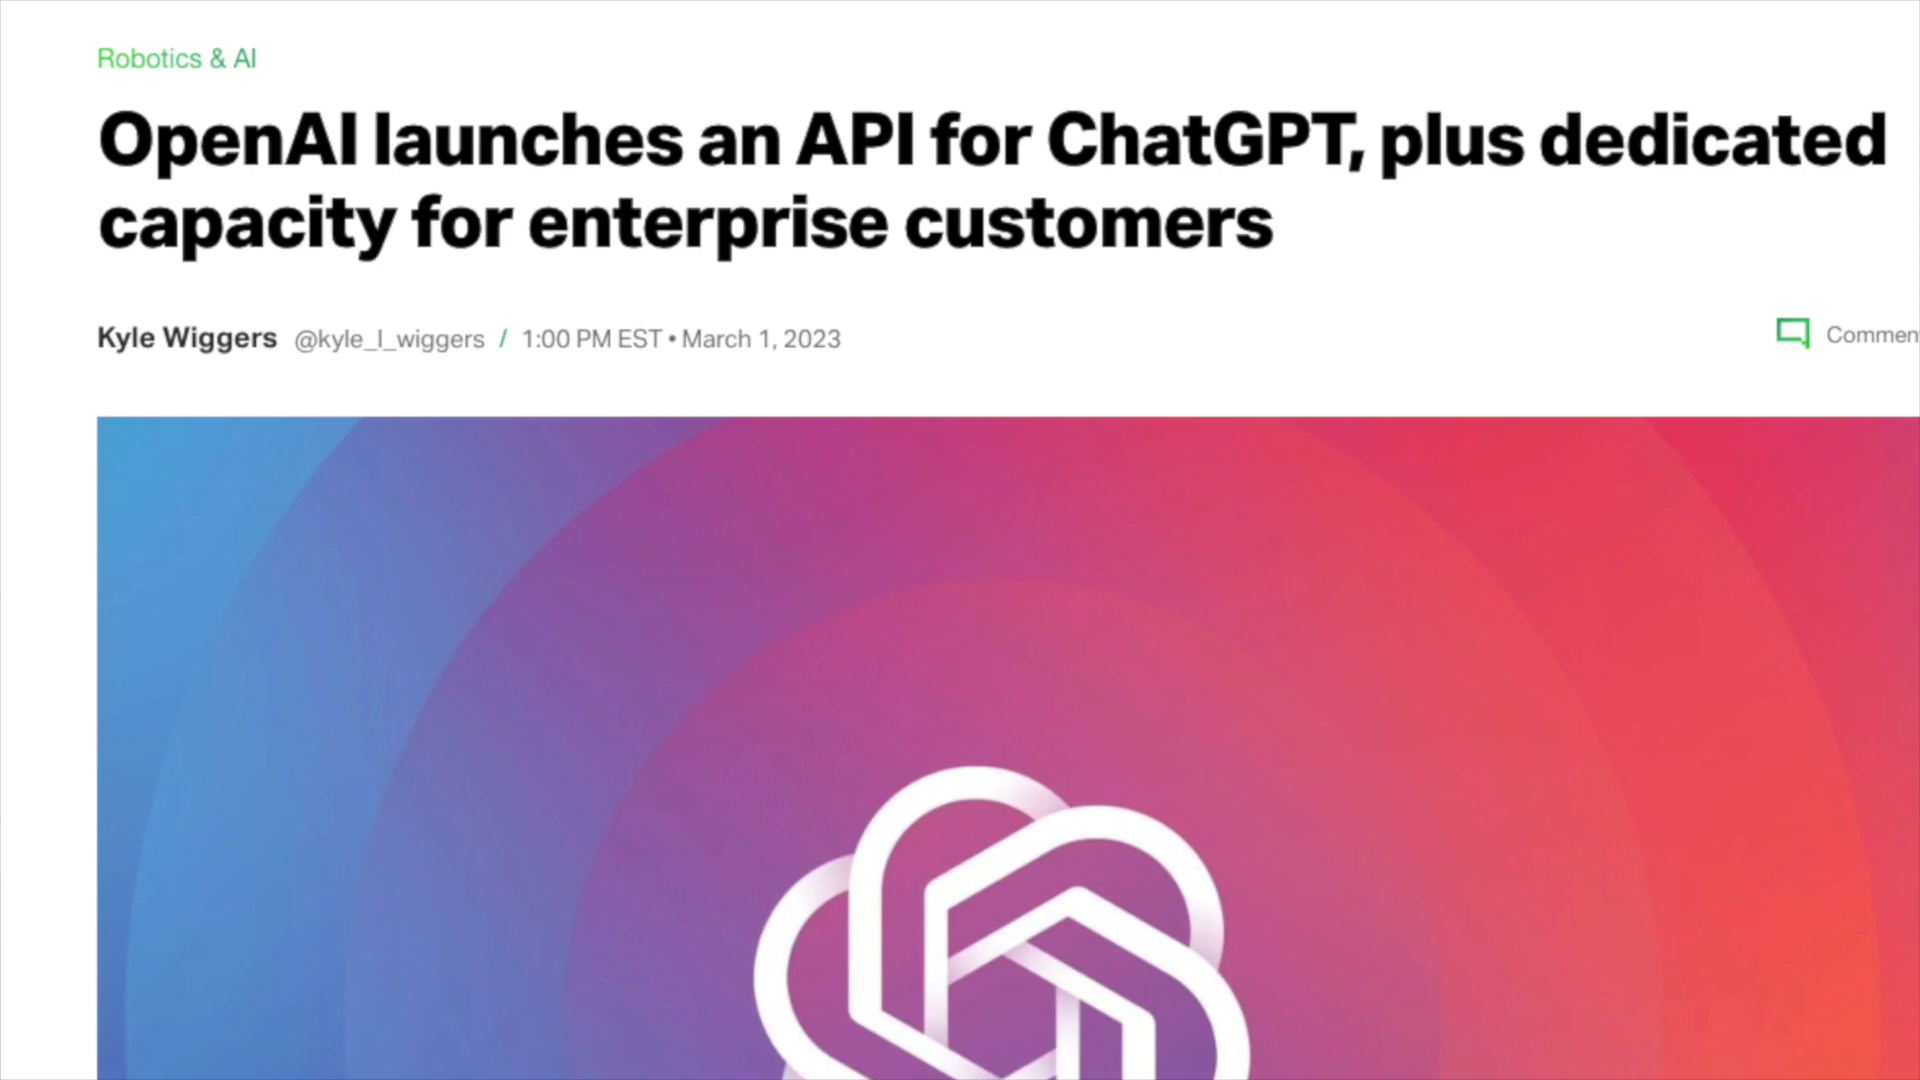 Robotics & AI
OpenAI launches an API for ChatGPT, plus dedicated
capacity for enterprise customers
Kyle Wiggers @kyle_l_wiggers / 1:00 PM EST • March 1, 2023
Commen